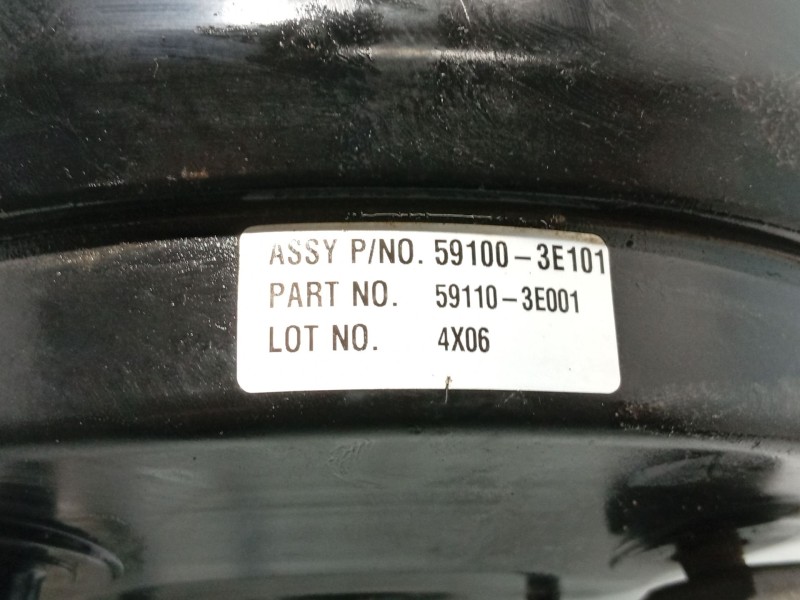 ASSY P/NO. 59100-3E101
PART NO. 59110-3E001
LOT NO. 4X06